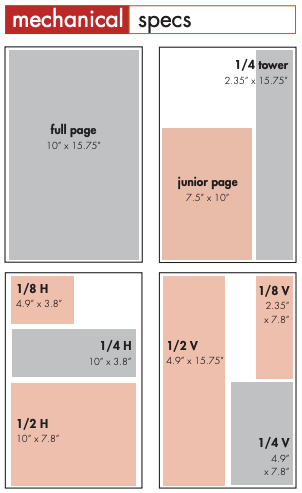 mechanical specs
full page
10" x 15.75"
1/4 tower
2.35" x 15.75"
junior page
7.5" x 10"
1/8 H
4.9" x 3.8"
1/4 H
10" x 3.8"
1/2 H
10" x 7.8"
1/2 V
4.9" x 15.75"
1/8 V
2.35"
x 7.8"
1/4 V
4.9"
x 7.8"